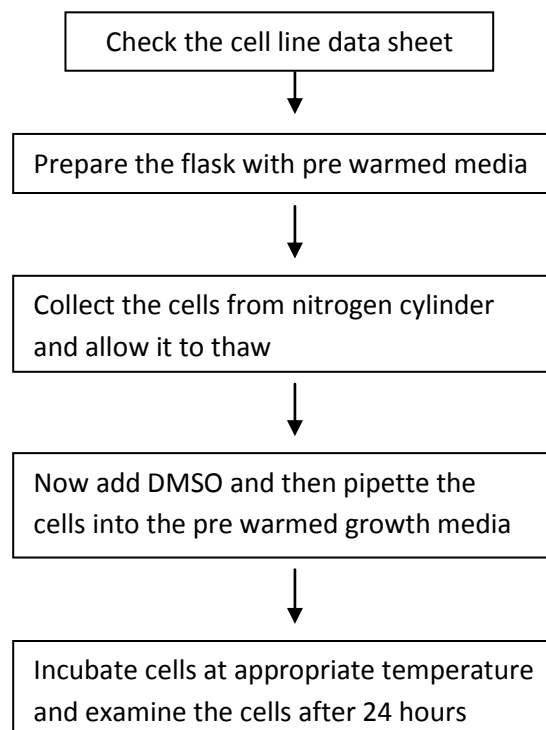 Check the cell line data sheet
Prepare the flask with pre warmed media
Collect the cells from nitrogen cylinder
and allow it to thaw
Now add DMSO and then pipette the
cells into the pre warmed growth media
Incubate cells at appropriate temperature
and examine the cells after 24 hours